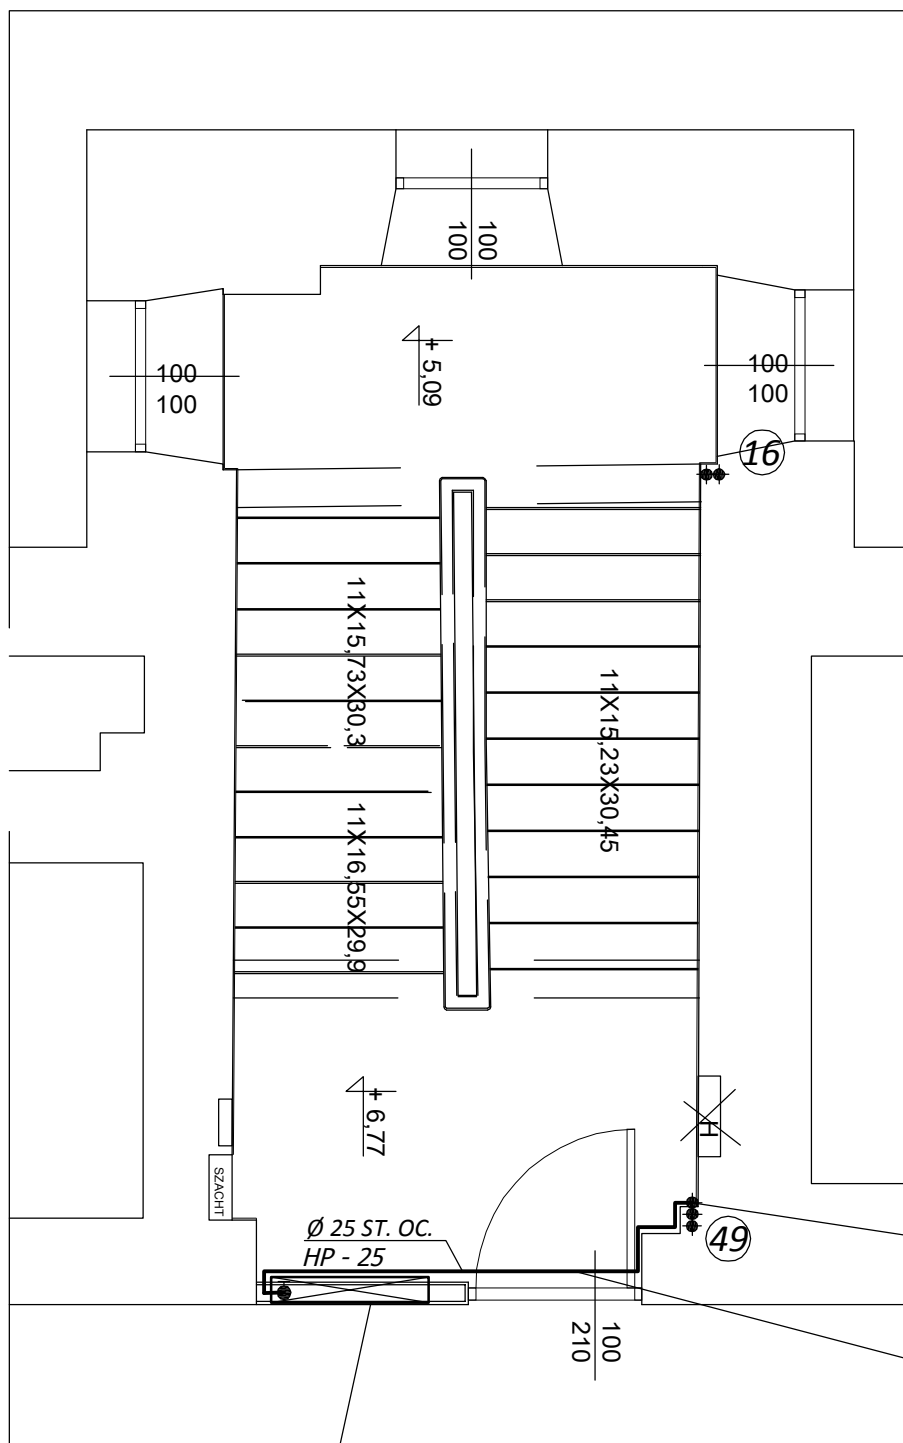 100
100
+ 5,09
100
100
100
100
16
11X15,73X30,3
11X15,23X30,45
11X16,55X29,9
+ 6,77
H
SZACHT
Ø 25 ST. OC.
HP - 25
49
100
210